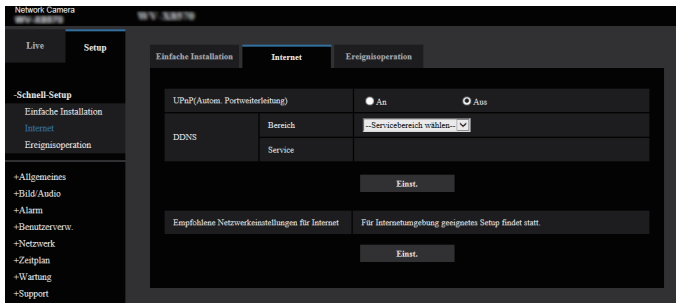 Network Camera
Live
Setup
Einfache Installation
Internet
Ereignisoperation
-Schnell-Setup
Einfache Installation
Internet
Ereignisoperation
+Allgemeines
+Bild/Audio
+Alarm
+Benutzerverw.
+Netzwerk
+Zeitplan
+Wartung
+Support
UPnP(Autom. Portweiterleitung)
An
Aus
DDNS
Bereich
--Servicebereich wählen--
Service
Einst.
Empfohlene Netzwerkeinstellungen für Internet
Für Internetumgebung geeignetes Setup findet statt.
Einst.